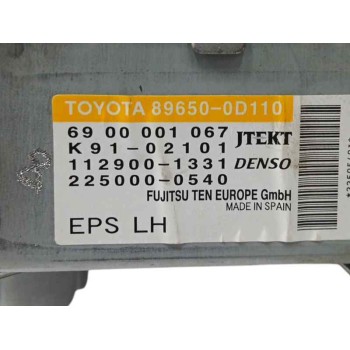 TOYOTA 89650-0D110
69 00 001 067 JTEKT
K 91-02101
112900-1331 DENSO
225000-0540
FUJITSU TEN EUROPE GmbH
MADE IN SPAIN
EPS LH